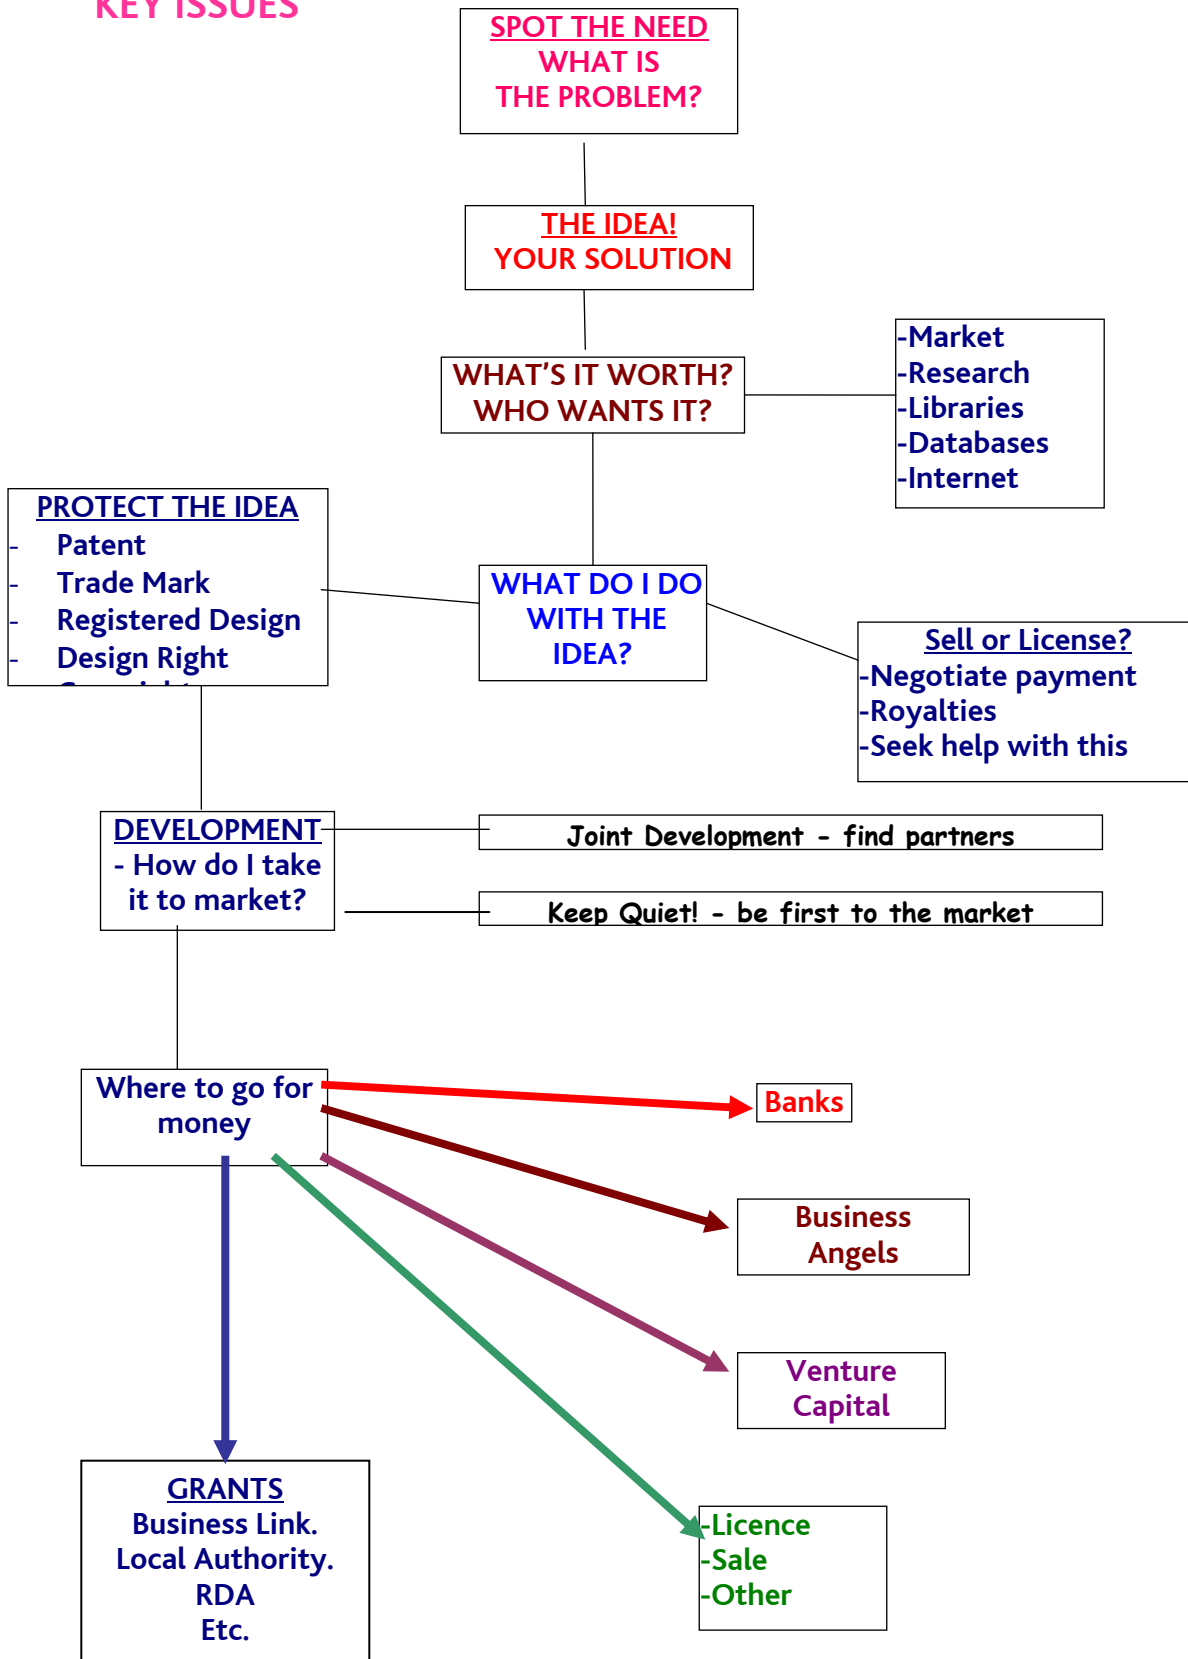 KEY ISSUES
SPOT THE NEED
WHAT IS
THE PROBLEM?
THE IDEA!
YOUR SOLUTION
WHAT'S IT WORTH?
WHO WANTS IT?
-Market
-Research
-Libraries
-Databases
-Internet
PROTECT THE IDEA
- Patent
- Trade Mark
- Registered Design
- Design Right
WHAT DO I DO
WITH THE
IDEA?
Sell or License?
-Negotiate payment
-Royalties
-Seek help with this
DEVELOPMENT
- How do I take
it to market?
Joint Development - find partners
Keep Quiet! - be first to the market
Where to go for
money
Banks
Business
Angels
Venture
Capital
GRANTS
Business Link.
Local Authority.
RDA
Etc.
-Licence
-Sale
-Other